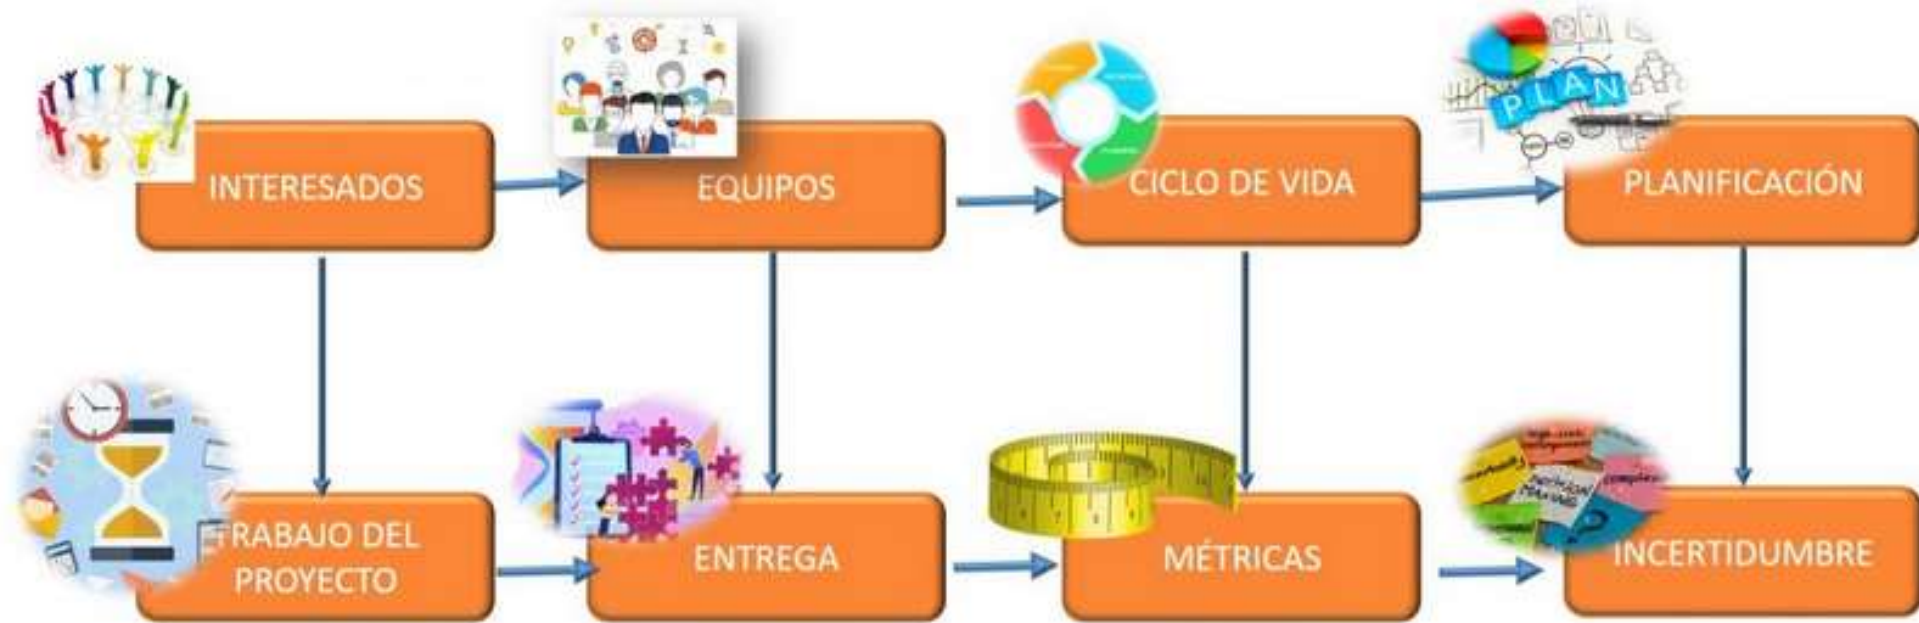 PLAN
INTERESADOS
EQUIPOS
CICLO DE VIDA
PLANIFICACIÓN
TRABAJO DEL
PROYECTO
ENTREGA
MÉTRICAS
INCERTIDUMBRE